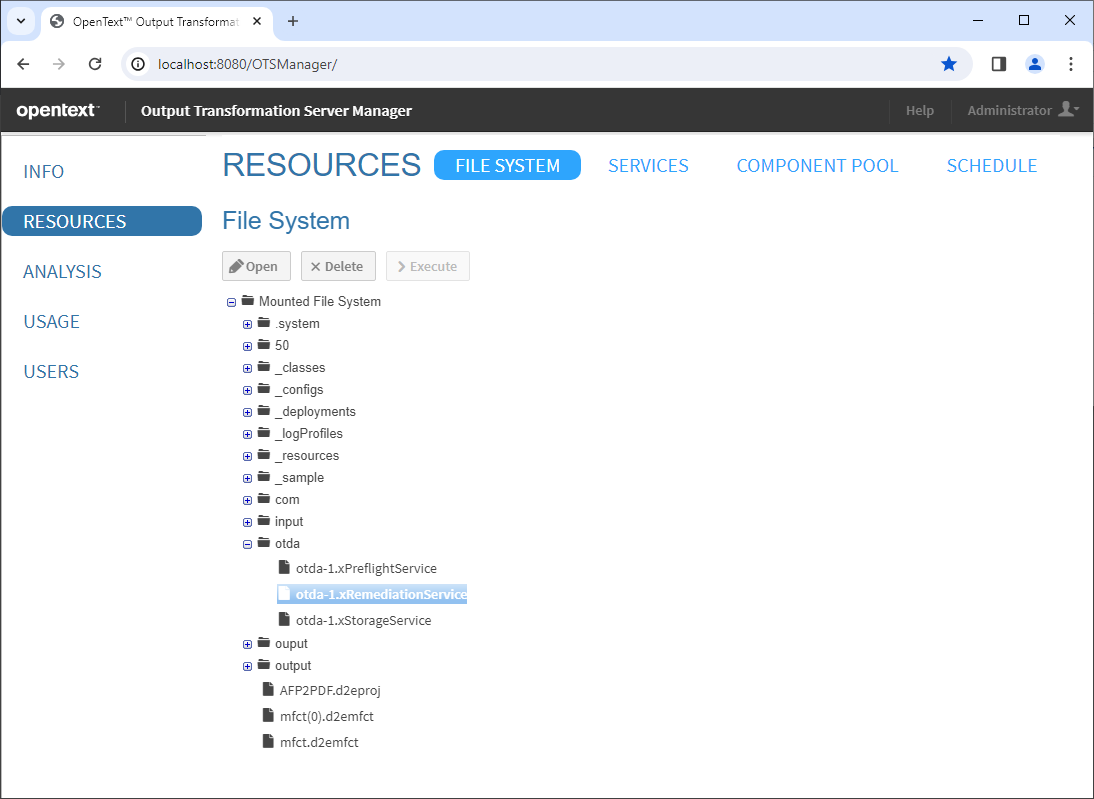 OpenText™ Output Transformat
localhost:8080/OTSManager/
opentext™ Output Transformation Server Manager Help Administrator
INFO
RESOURCES
ANALYSIS
USAGE
USERS
RESOURCES FILE SYSTEM SERVICES COMPONENT POOL SCHEDULE
File System
Open Delete Execute
Mounted File System
.system
50
_classes
_configs
_deployments
_logProfiles
_resources
_sample
com
input
otda
otda-1.xPreflightService
otda-1.xRemediationService
otda-1.xStorageService
ouput
output
AFP2PDF.d2eproj
mfct(0).d2emfct
mfct.d2emfct